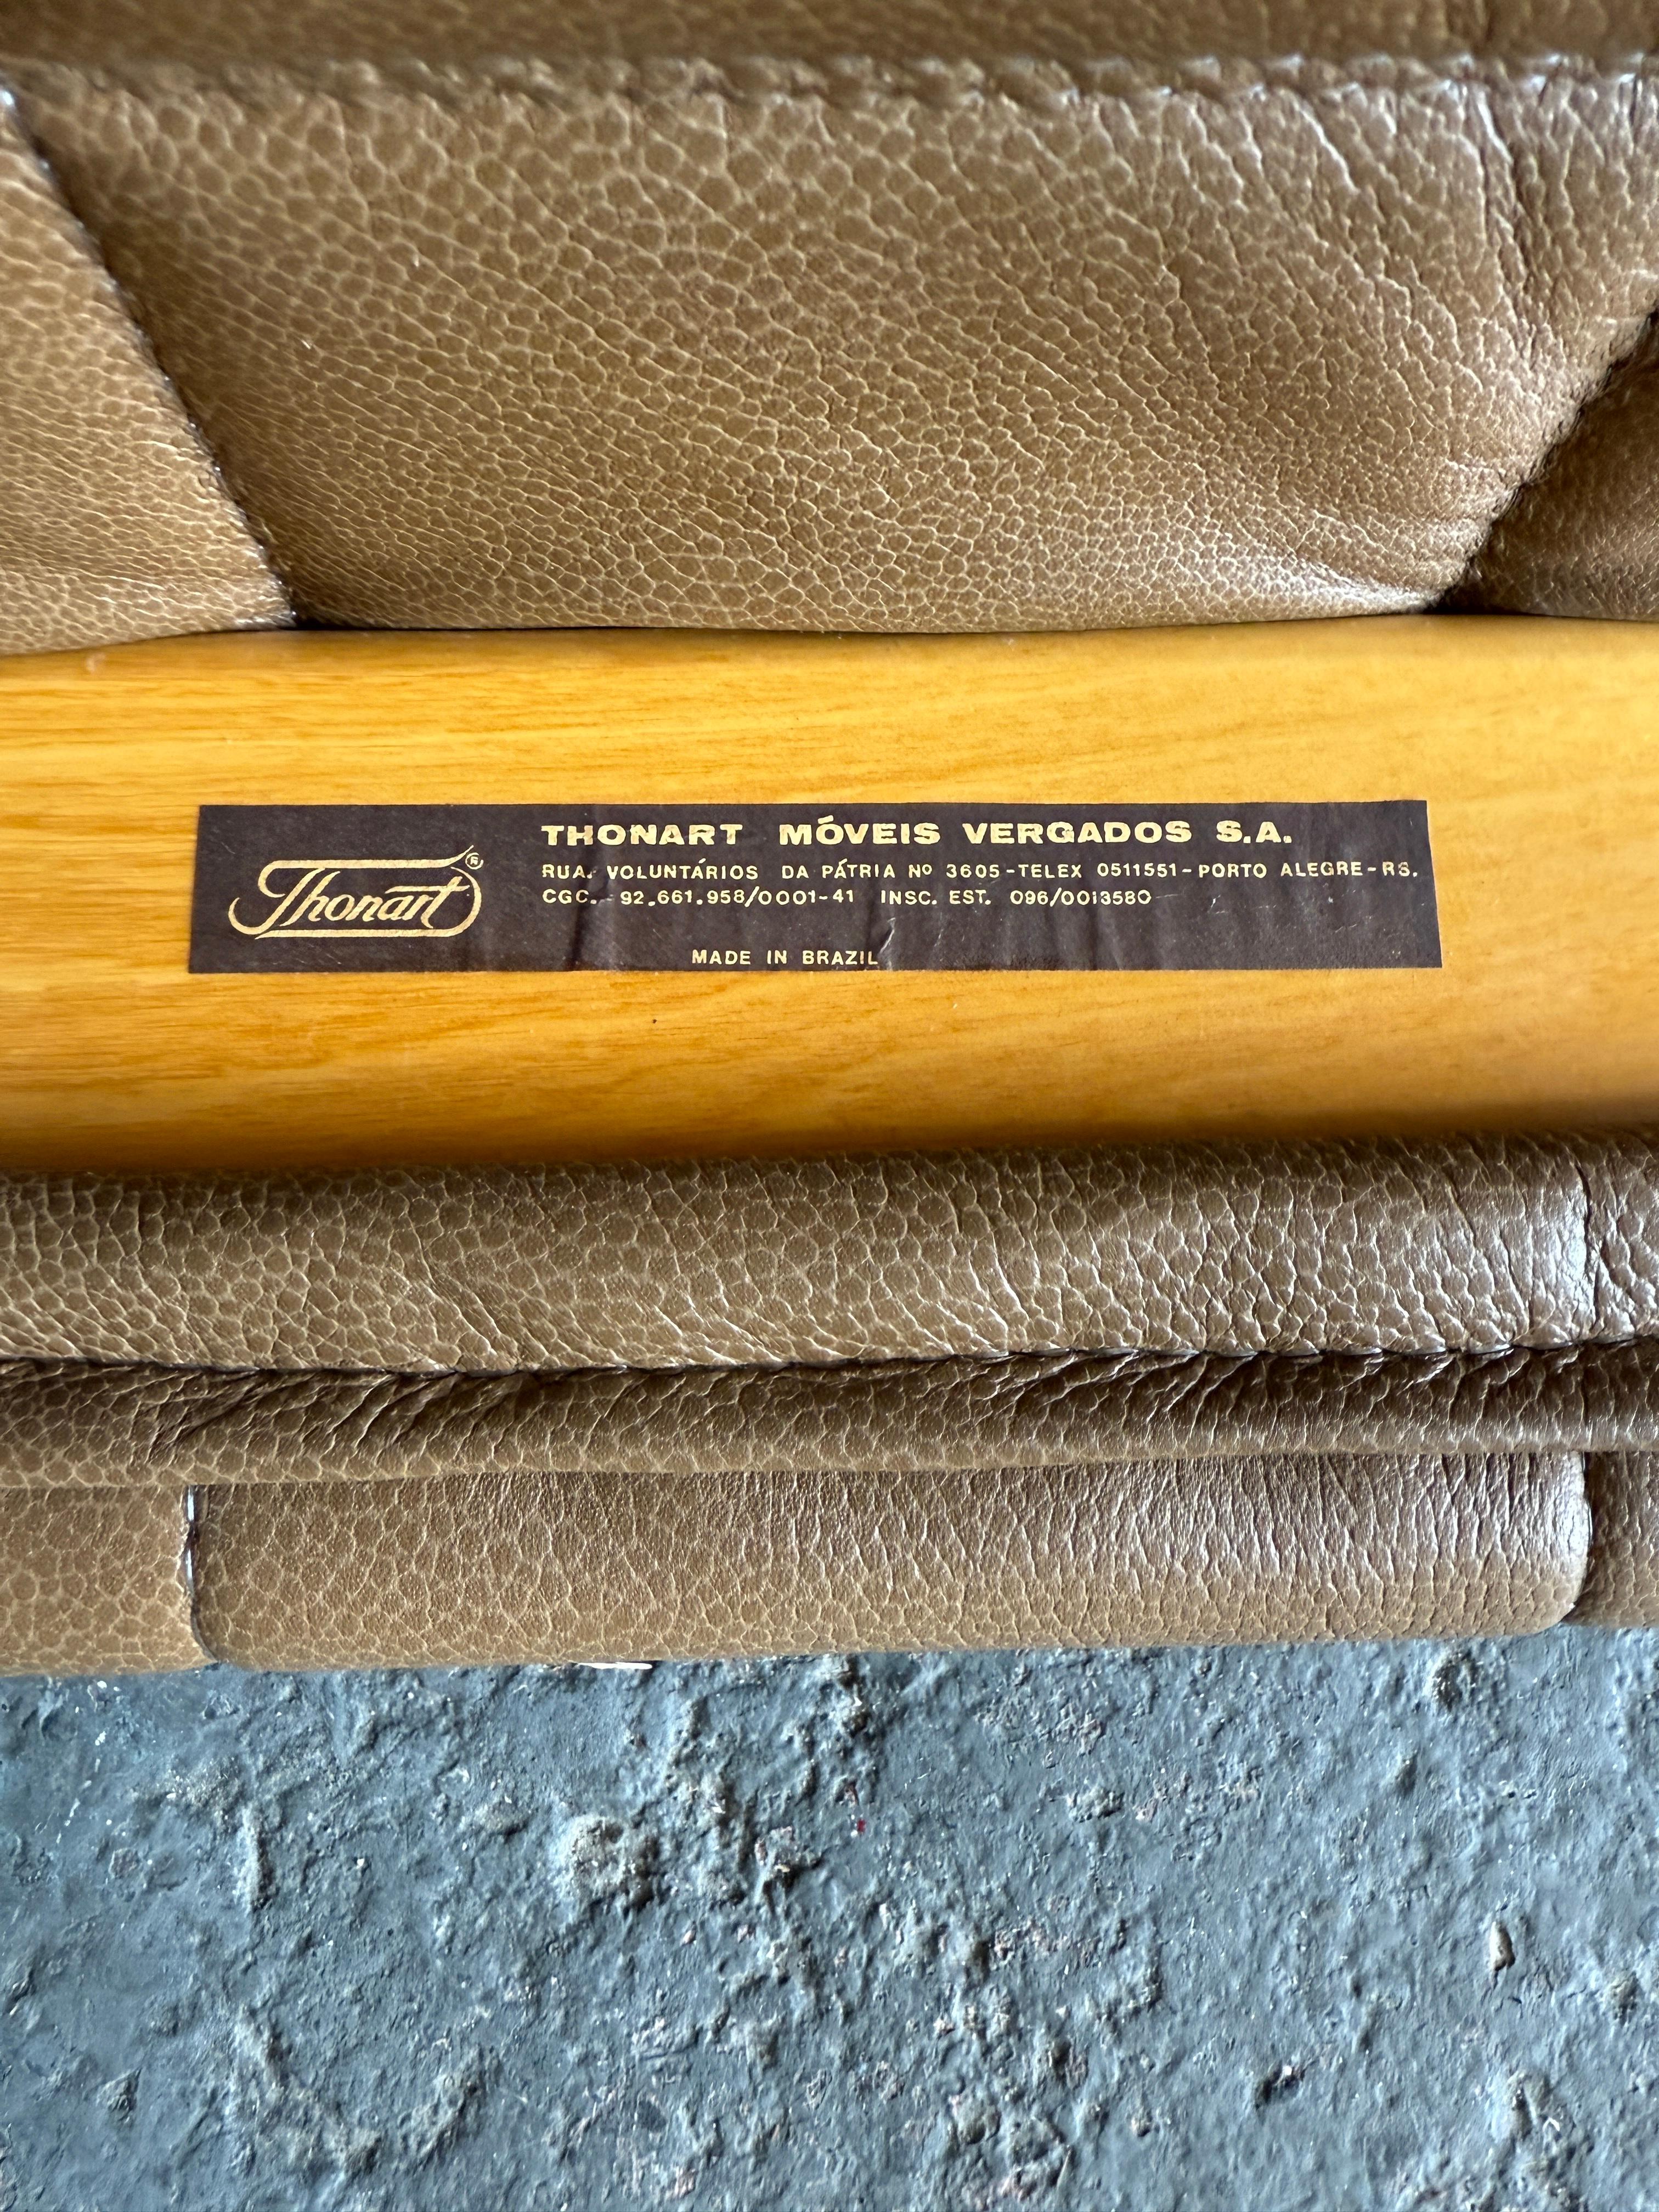 Thonart®
THONART MÓVEIS VERGADOS S.A.
RUA. VOLUNTÁRIOS DA PÁTRIA Nº 3605-TELEX 0511551-PORTO ALEGRE-RS.
CGC. 92.661.958/0001-41 INSC. EST. 096/0013580
MADE IN BRAZIL